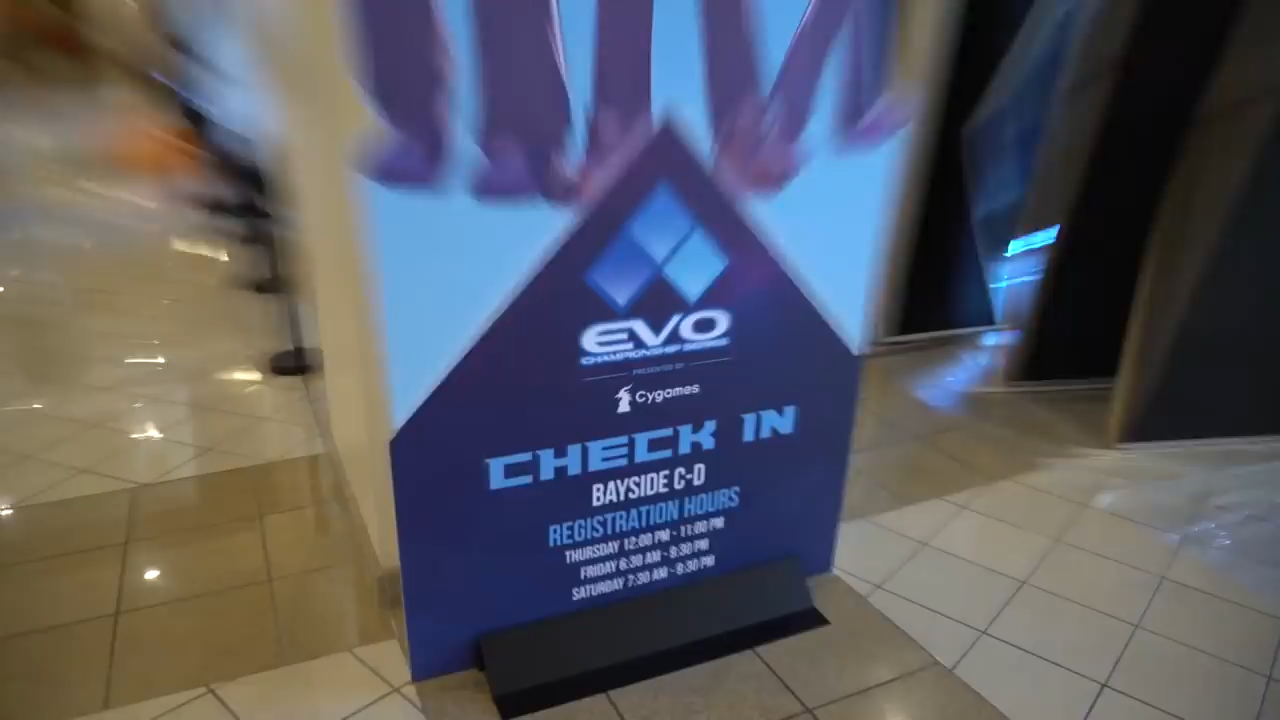 EVO
CHAMPIONSHIP SERIES
PRESENTED BY
Cygames
CHECK IN
BAYSIDE C-D
REGISTRATION HOURS
THURSDAY 12:00 PM - 11:00 PM
FRIDAY 6:30 AM - 9:30 PM
SATURDAY 7:30 AM - 9:30 PM